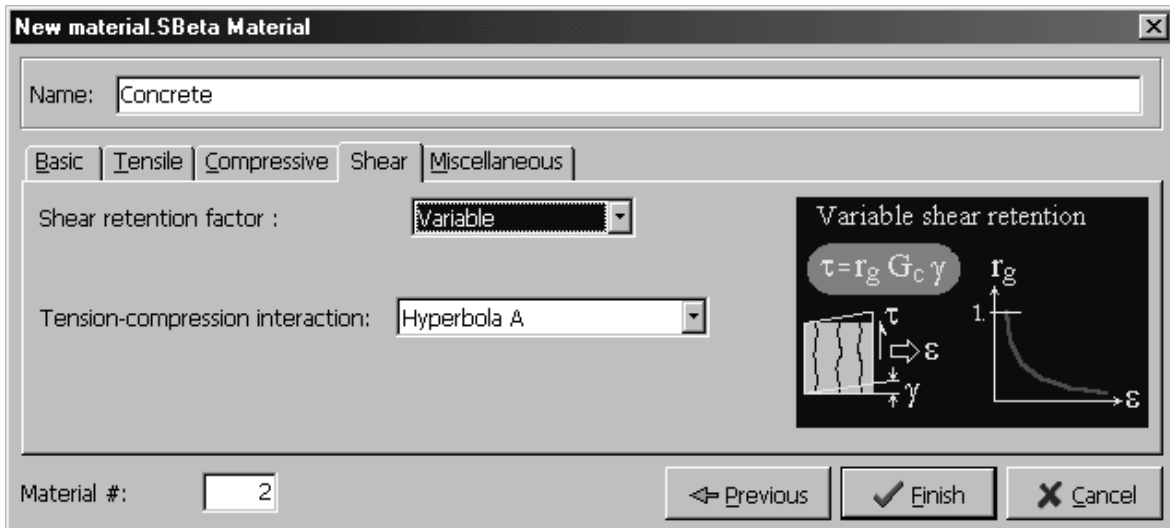 New material.SBeta Material
Name: Concrete
Basic Tensile Compressive Shear Miscellaneous
Shear retention factor : Variable
Tension-compression interaction: Hyperbola A
Variable shear retention
τ=rg Gc γ
rg
1.
τ
ε
γ
ε
Material #: 2
Previous Finish Cancel